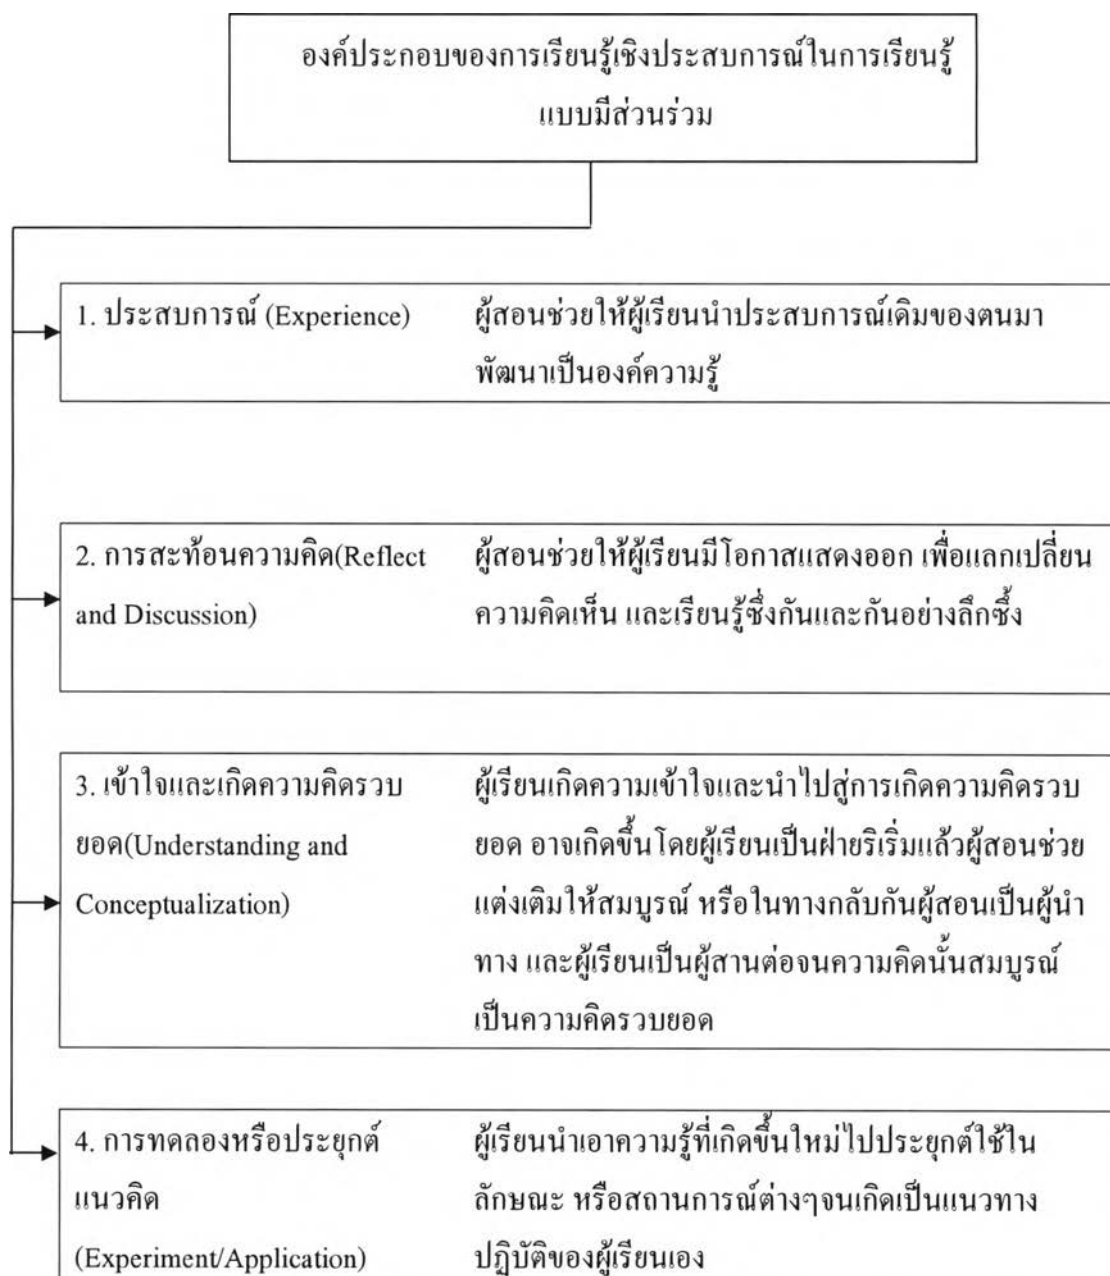 องค์ประกอบของการเรียนรู้เชิงประสบการณ์ในการเรียนรู้
แบบมีส่วนร่วม
1. ประสบการณ์ (Experience)
ผู้สอนช่วยให้ผู้เรียนนำประสบการณ์เดิมของตนมา
พัฒนาเป็นองค์ความรู้
2. การสะท้อนความคิด(Reflect
and Discussion)
ผู้สอนช่วยให้ผู้เรียนมีโอกาสแสดงออก เพื่อแลกเปลี่ยน
ความคิดเห็น และเรียนรู้ซึ่งกันและกันอย่างลึกซึ้ง
3. เข้าใจและเกิดความคิดรวบ
ยอด(Understanding and
Conceptualization)
ผู้เรียนเกิดความเข้าใจและนำไปสู่การเกิดความคิดรวบ
ยอด อาจเกิดขึ้นโดยผู้เรียนเป็นฝ่ายริเริ่มแล้วผู้สอนช่วย
แต่งเติมให้สมบูรณ์ หรือในทางกลับกันผู้สอนเป็นผู้นำ
ทาง และผู้เรียนเป็นผู้สานต่อจนความคิดนั้นสมบูรณ์
เป็นความคิดรวบยอด
4. การทดลองหรือประยุกต์
แนวคิด
(Experiment/Application)
ผู้เรียนนำเอาความรู้ที่เกิดขึ้นใหม่ไปประยุกต์ใช้ใน
ลักษณะ หรือสถานการณ์ต่างๆจนเกิดเป็นแนวทาง
ปฏิบัติของผู้เรียนเอง